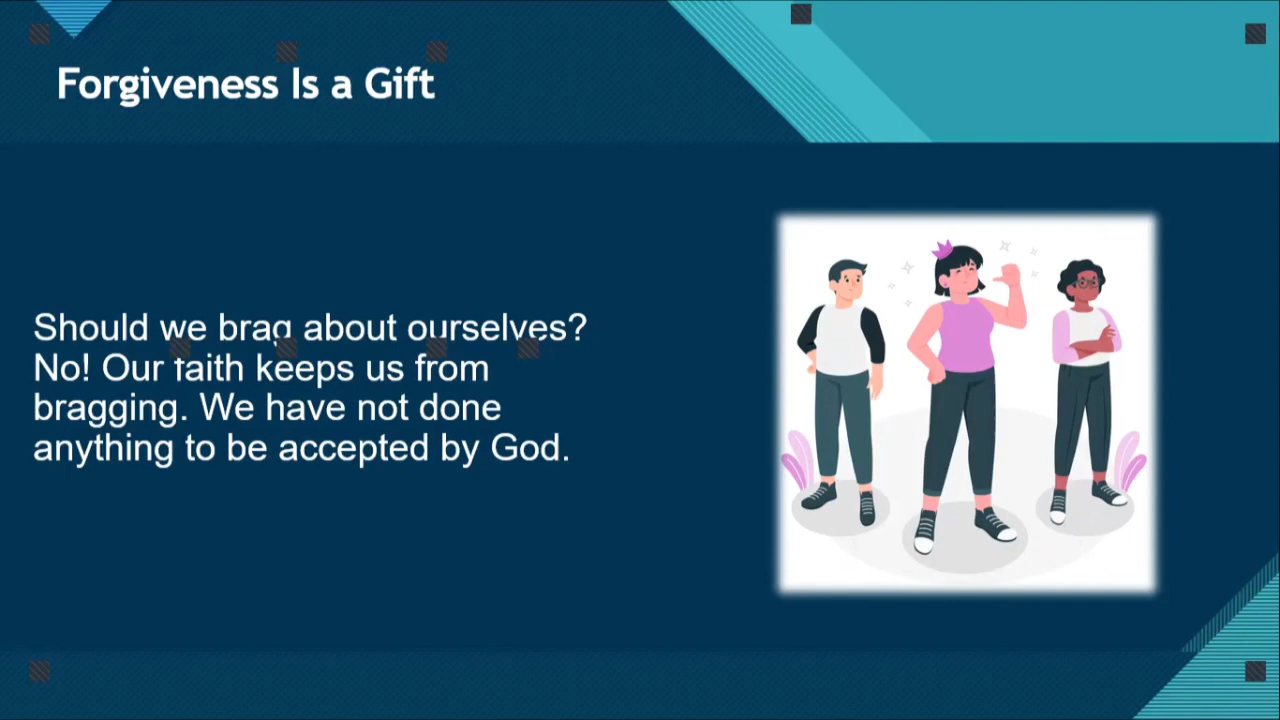 Forgiveness Is a Gift
Should we brag about ourselves?
No! Our faith keeps us from
bragging. We have not done
anything to be accepted by God.